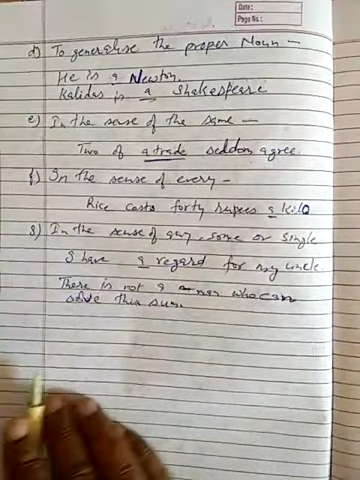 Date:
Page No.:
d) To generalise the proper Noun -
He is a Newton.
Kalidas is a Shakespeare
e) In the sense of the same -
Two of a trade seldom agree.
f) In the sense of every -
Rice costs forty rupees a kilo
g) In the sense of any, some or single
I have a regard for my uncle.
There is not a man who can
solve this sum.